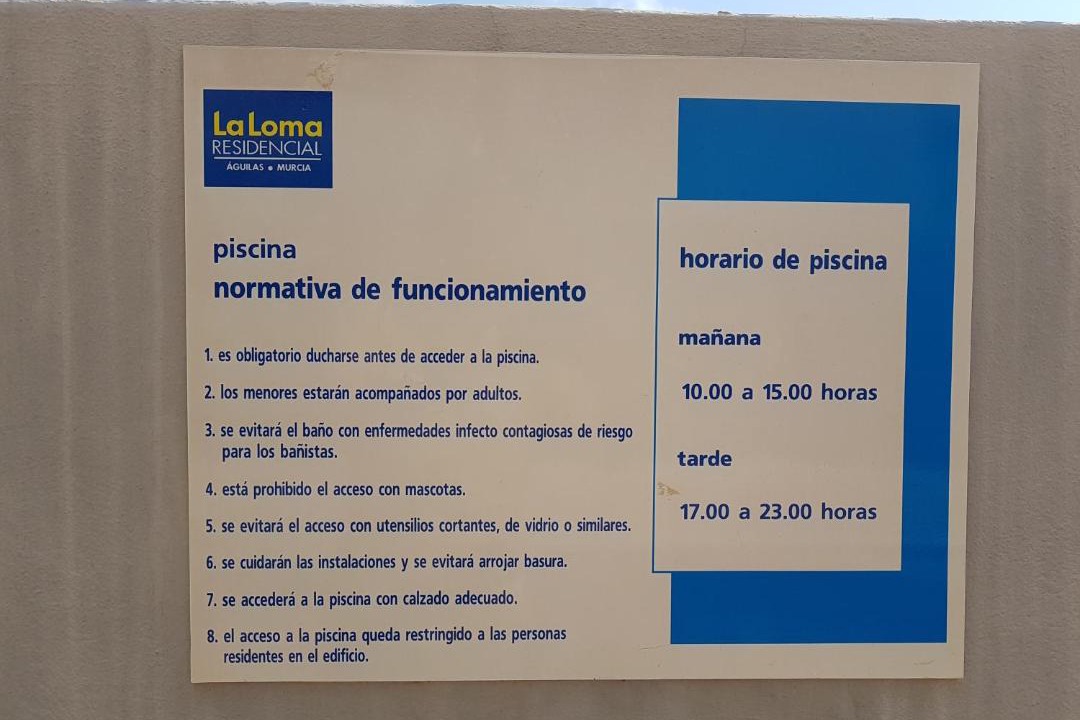 LaLoma
RESIDENCIAL
ÁGUILAS • MURCIA
piscina
normativa de funcionamiento
1. es obligatorio ducharse antes de acceder a la piscina.
2. los menores estarán acompañados por adultos.
3. se evitará el baño con enfermedades infecto contagiosas de riesgo
para los bañistas.
4. está prohibido el acceso con mascotas.
5. se evitará el acceso con utensilios cortantes, de vidrio o similares.
6. se cuidarán las instalaciones y se evitará arrojar basura.
7. se accederá a la piscina con calzado adecuado.
8. el acceso a la piscina queda restringido a las personas
residentes en el edificio.
horario de piscina
mañana
10.00 a 15.00 horas
tarde
17.00 a 23.00 horas